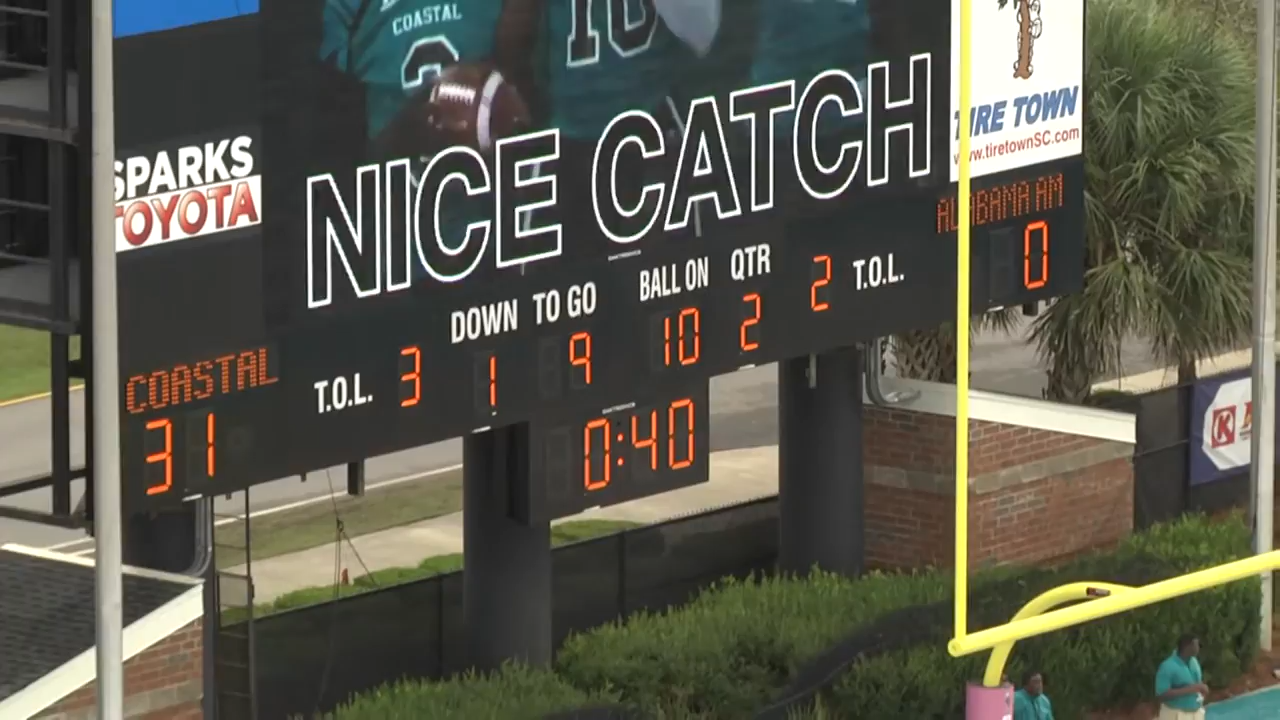 COASTAL
10
NICE CATCH
SPARKS
TOYOTA
TIRE TOWN
www.tiretownSC.com
ALABAMA AM
0
DOWN TO GO BALL ON QTR
COASTAL
31
T.O.L. 3 1 9 10 2 2 T.O.L.
0:40
K